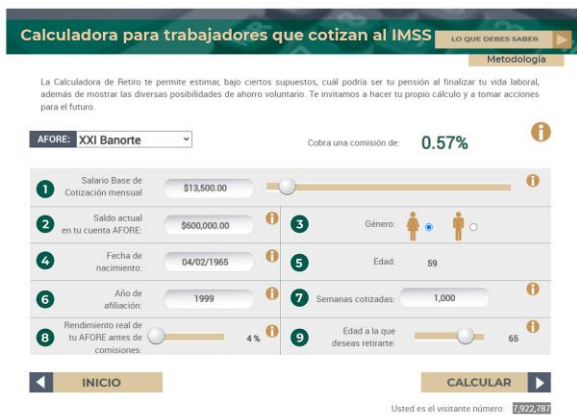 Calculadora para trabajadores que cotizan al IMSS
LO QUE DEBES SABER
Metodología
La Calculadora de Retiro te permite estimar, bajo ciertos supuestos, cuál podría ser tu pensión al finalizar tu vida laboral,
además de mostrar las diversas posibilidades de ahorro voluntario. Te invitamos a hacer tu propio cálculo y a tomar acciones
para el futuro.
AFORE: XXI Banorte
Cobra una comisión de: 0.57%
1 Salario Base de
Cotización mensual $13,500.00
2 Saldo actual
en tu cuenta AFORE: $600,000.00
3 Género:
4 Fecha de
nacimiento: 04/02/1965
5 Edad: 59
6 Año de
afiliación: 1999
7 Semanas cotizadas: 1,000
8 Rendimiento real de
tu AFORE antes de
comisiones: 4 %
9 Edad a la que
deseas retirarte: 65
INICIO
CALCULAR
Usted es el visitante número: 7,922,787